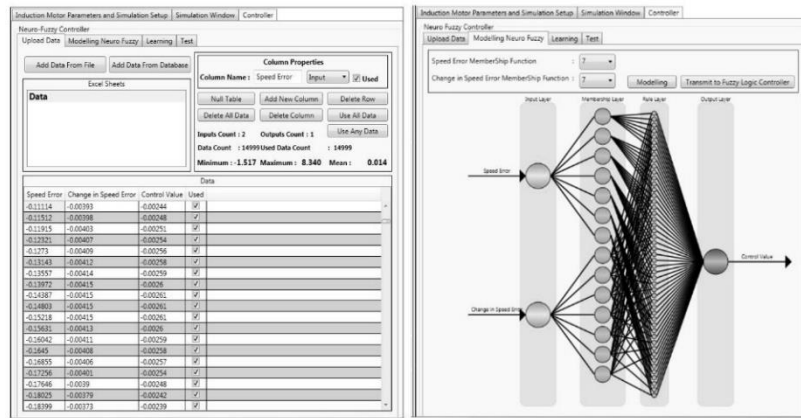 Induction Motor Parameters and Simulation Setup Simulation Window Controller
Neuro-Fuzzy Controller
Upload Data Modelling Neuro Fuzzy Learning Test
Add Data From File Add Data From Database
Excel Sheets
Data
Column Properties
Column Name : Speed Error Input Used
Null Table Add New Column Delete Row
Delete All Data Delete Column Use All Data
Inputs Count : 2 Outputs Count : 1 Use Any Data
Data Count : 14999 Used Data Count : 14999
Minimum : -1.517 Maximum : 8.340 Mean : 0.014
Data
Speed Error Change in Speed Error Control Value Used
-0.11114 -0.00393 -0.00244
-0.11512 -0.00398 -0.00248
-0.11915 -0.00403 -0.00251
-0.12321 -0.00407 -0.00254
-0.1273 -0.00409 -0.00256
-0.13143 -0.00412 -0.00258
-0.13557 -0.00414 -0.00259
-0.13972 -0.00415 -0.0026
-0.14387 -0.00415 -0.00261
-0.14803 -0.00415 -0.00261
-0.15218 -0.00415 -0.00261
-0.15631 -0.00413 -0.0026
-0.16042 -0.00411 -0.00259
-0.1645 -0.00408 -0.00258
-0.16855 -0.00406 -0.00257
-0.17256 -0.00401 -0.00254
-0.17646 -0.0039 -0.00248
-0.18025 -0.00379 -0.00242
-0.18399 -0.00373 -0.00239
Induction Motor Parameters and Simulation Setup Simulation Window Controller
Neuro Fuzzy Controller
Upload Data Modelling Neuro Fuzzy Learning Test
Speed Error MemberShip Function : 7
Change in Speed Error MemberShip Function : 7 Modelling Transmit to Fuzzy Logic Controller
Input Layer Membership Layer Rule Layer Output Layer
Speed Error
Control Value
Change in Speed Error